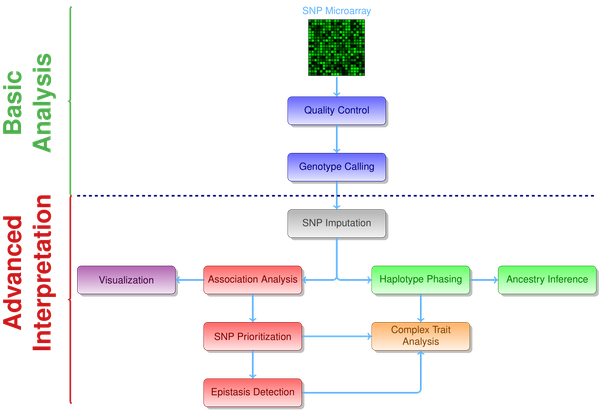 SNP Microarray
Basic
Analysis
Quality Control
Genotype Calling
Advanced
Interpretation
SNP Imputation
Visualization
Association Analysis
Haplotype Phasing
Ancestry Inference
SNP Prioritization
Complex Trait
Analysis
Epistasis Detection